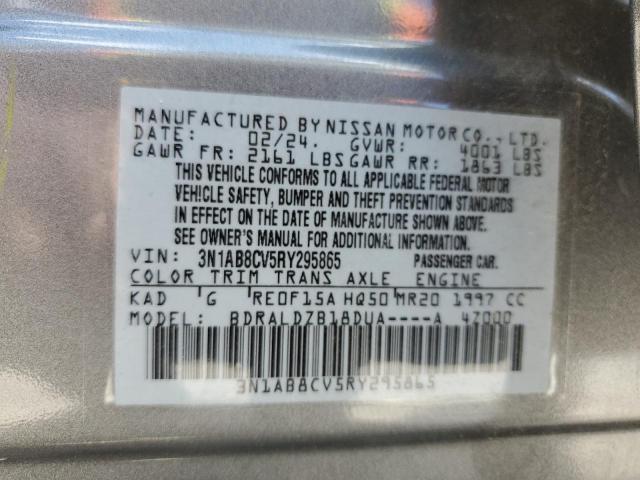 MANUFACTURED BY NISSAN MOTOR CO., LTD.
DATE: 02/24. GVWR: 4001 LBS
GAWR FR: 2161 LBS GAWR RR: 1863 LBS
THIS VEHICLE CONFORMS TO ALL APPLICABLE FEDERAL MOTOR
VEHICLE SAFETY, BUMPER AND THEFT PREVENTION STANDARDS
IN EFFECT ON THE DATE OF MANUFACTURE SHOWN ABOVE.
SEE OWNER'S MANUAL FOR ADDITIONAL INFORMATION.
VIN: 3N1AB8CV5RY295865 PASSENGER CAR.
COLOR TRIM TRANS AXLE ENGINE
KAD G RE0F15A HQ50 MR20 1997 CC
MODEL: BDRALDZB18DUA----A 4Z000
3N1AB8CV5RY295865